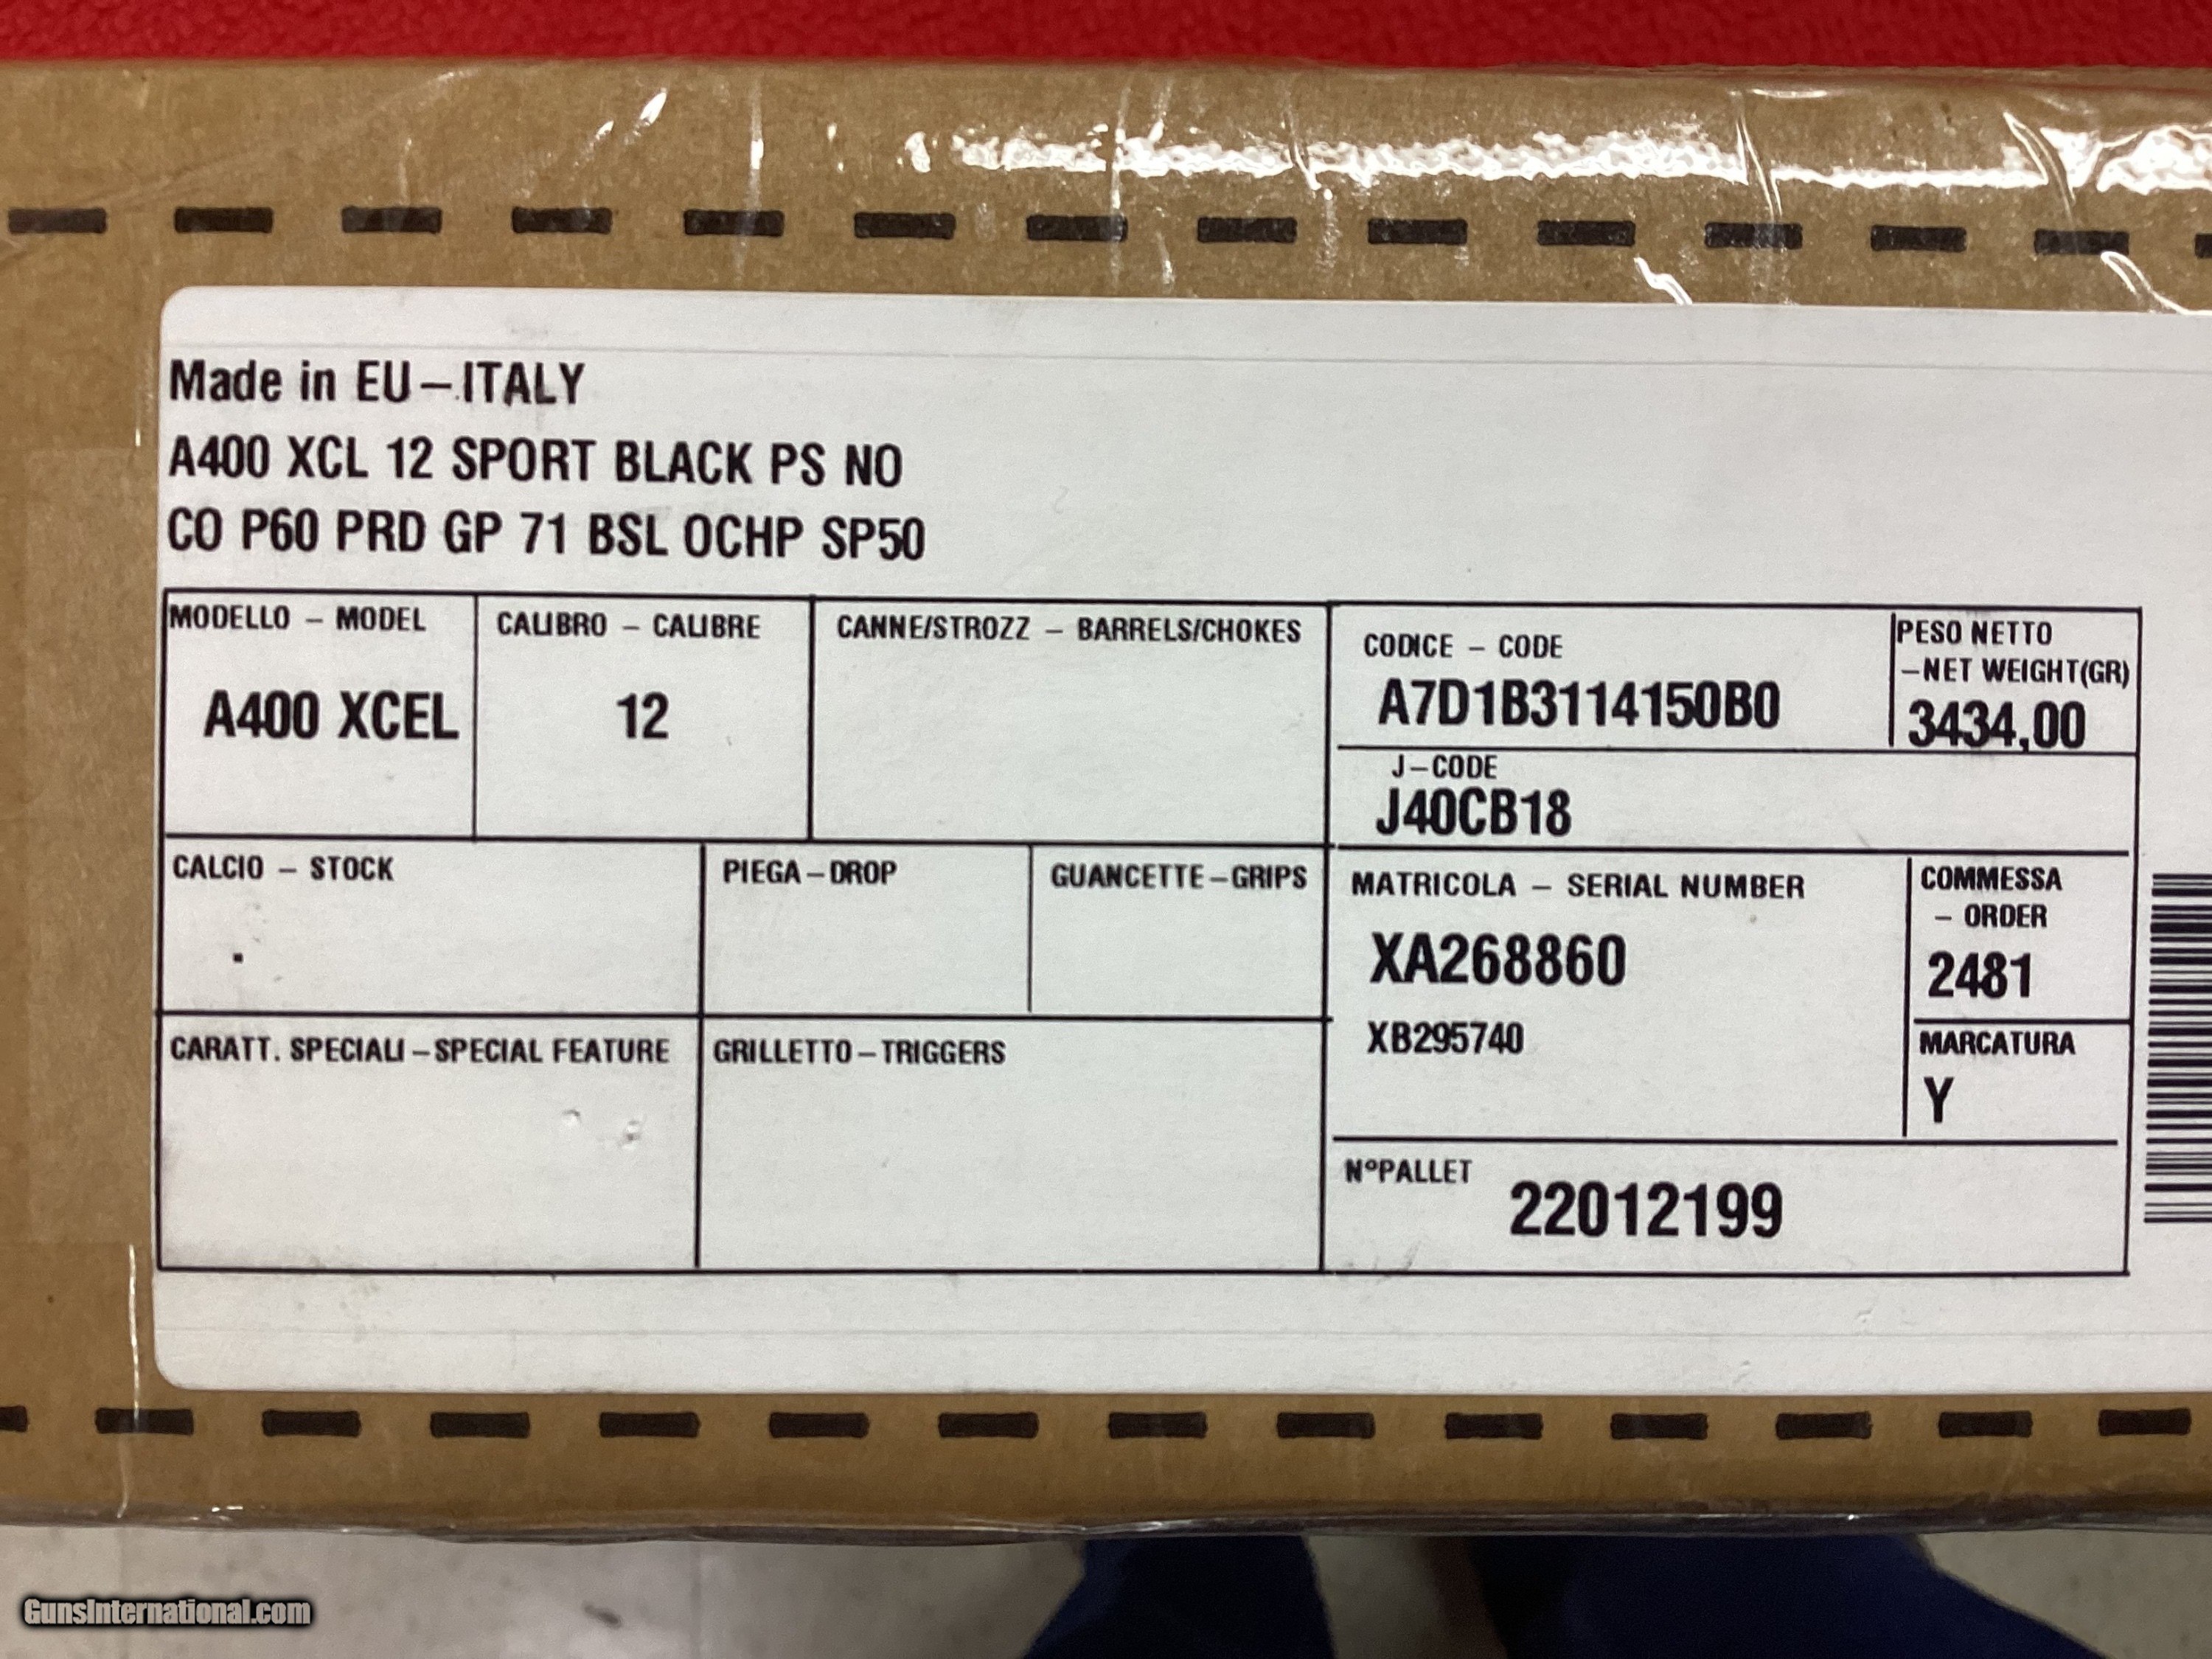 Made in EU–ITALY
A400 XCL 12 SPORT BLACK PS NO
CO P60 PRD GP 71 BSL OCHP SP50
MODELLO – MODEL
A400 XCEL
CALIBRO – CALIBRE
12
CANNE/STROZZ – BARRELS/CHOKES
CODICE – CODE
A7D1B3114150B0
PESO NETTO
–NET WEIGHT(GR)
3434,00
J–CODE
J40CB18
CALCIO – STOCK
.
PIEGA–DROP
GUANCETTE–GRIPS
MATRICOLA – SERIAL NUMBER
XA268860
XB295740
COMMESSA
– ORDER
2481
MARCATURA
Y
CARATT. SPECIALI–SPECIAL FEATURE
GRILLETTO–TRIGGERS
N°PALLET
22012199
GunsInternational.com